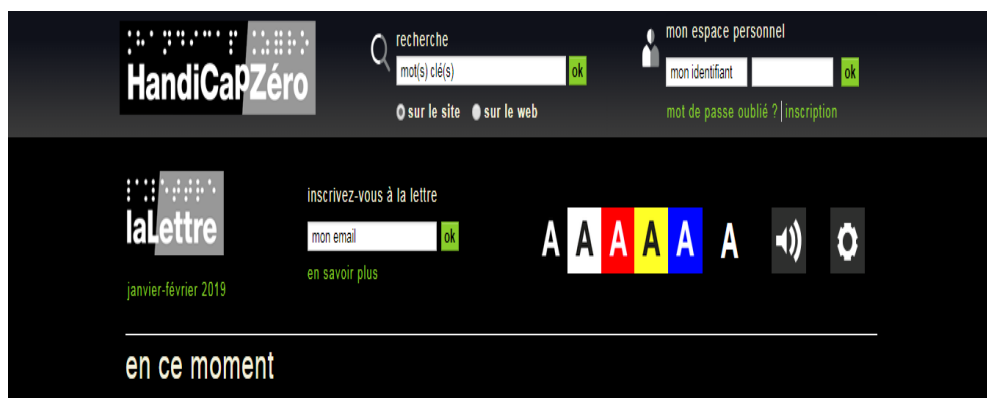 HandiCapZéro
recherche
mot(s) clé(s) ok
sur le site sur le web
mon espace personnel
mon identifiant ok
mot de passe oublié ? | inscription
laLettre
janvier-février 2019
inscrivez-vous à la lettre
mon email ok
en savoir plus
A A A A A A
en ce moment